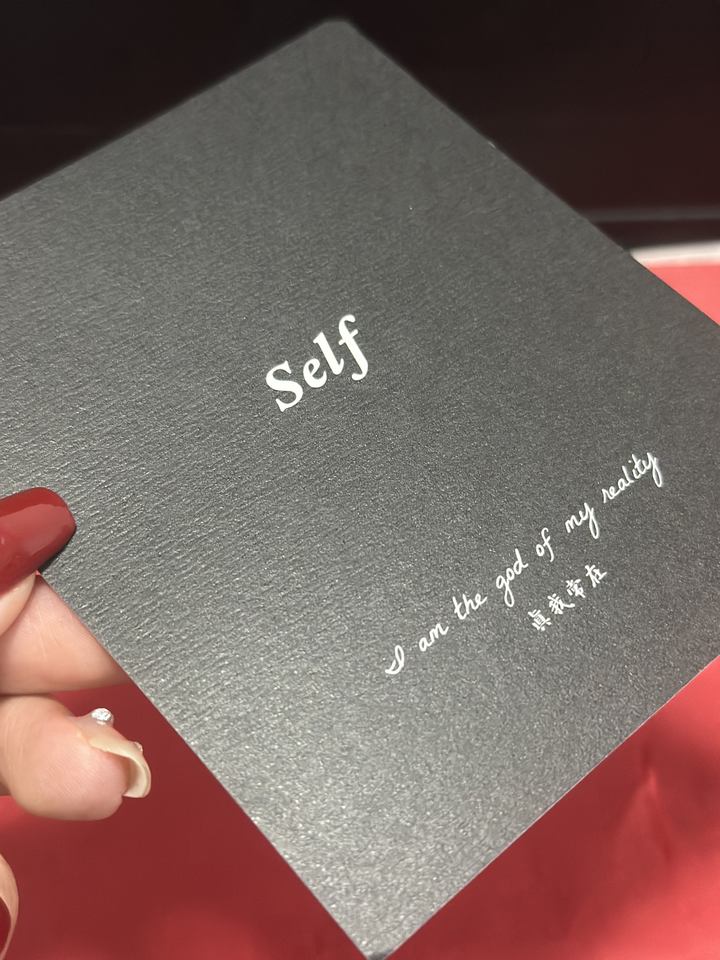 Self
I am the god of my reality
真我常在